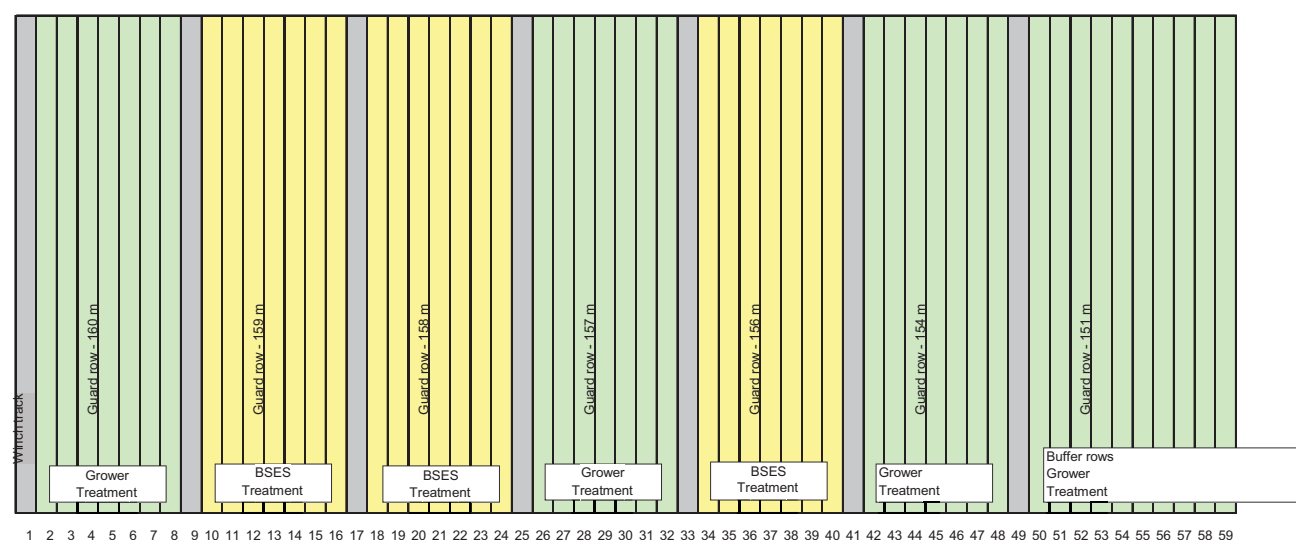 Winch track
Guard row - 160 m
Guard row - 159 m
Guard row - 158 m
Guard row - 157 m
Guard row - 156 m
Guard row - 154 m
Guard row - 151 m
Grower
Treatment
BSES
Treatment
BSES
Treatment
Grower
Treatment
BSES
Treatment
Grower
Treatment
Buffer rows
Grower
Treatment
1 2 3 4 5 6 7 8 9 10 11 12 13 14 15 16 17 18 19 20 21 22 23 24 25 26 27 28 29 30 31 32 33 34 35 36 37 38 39 40 41 42 43 44 45 46 47 48 49 50 51 52 53 54 55 56 57 58 59